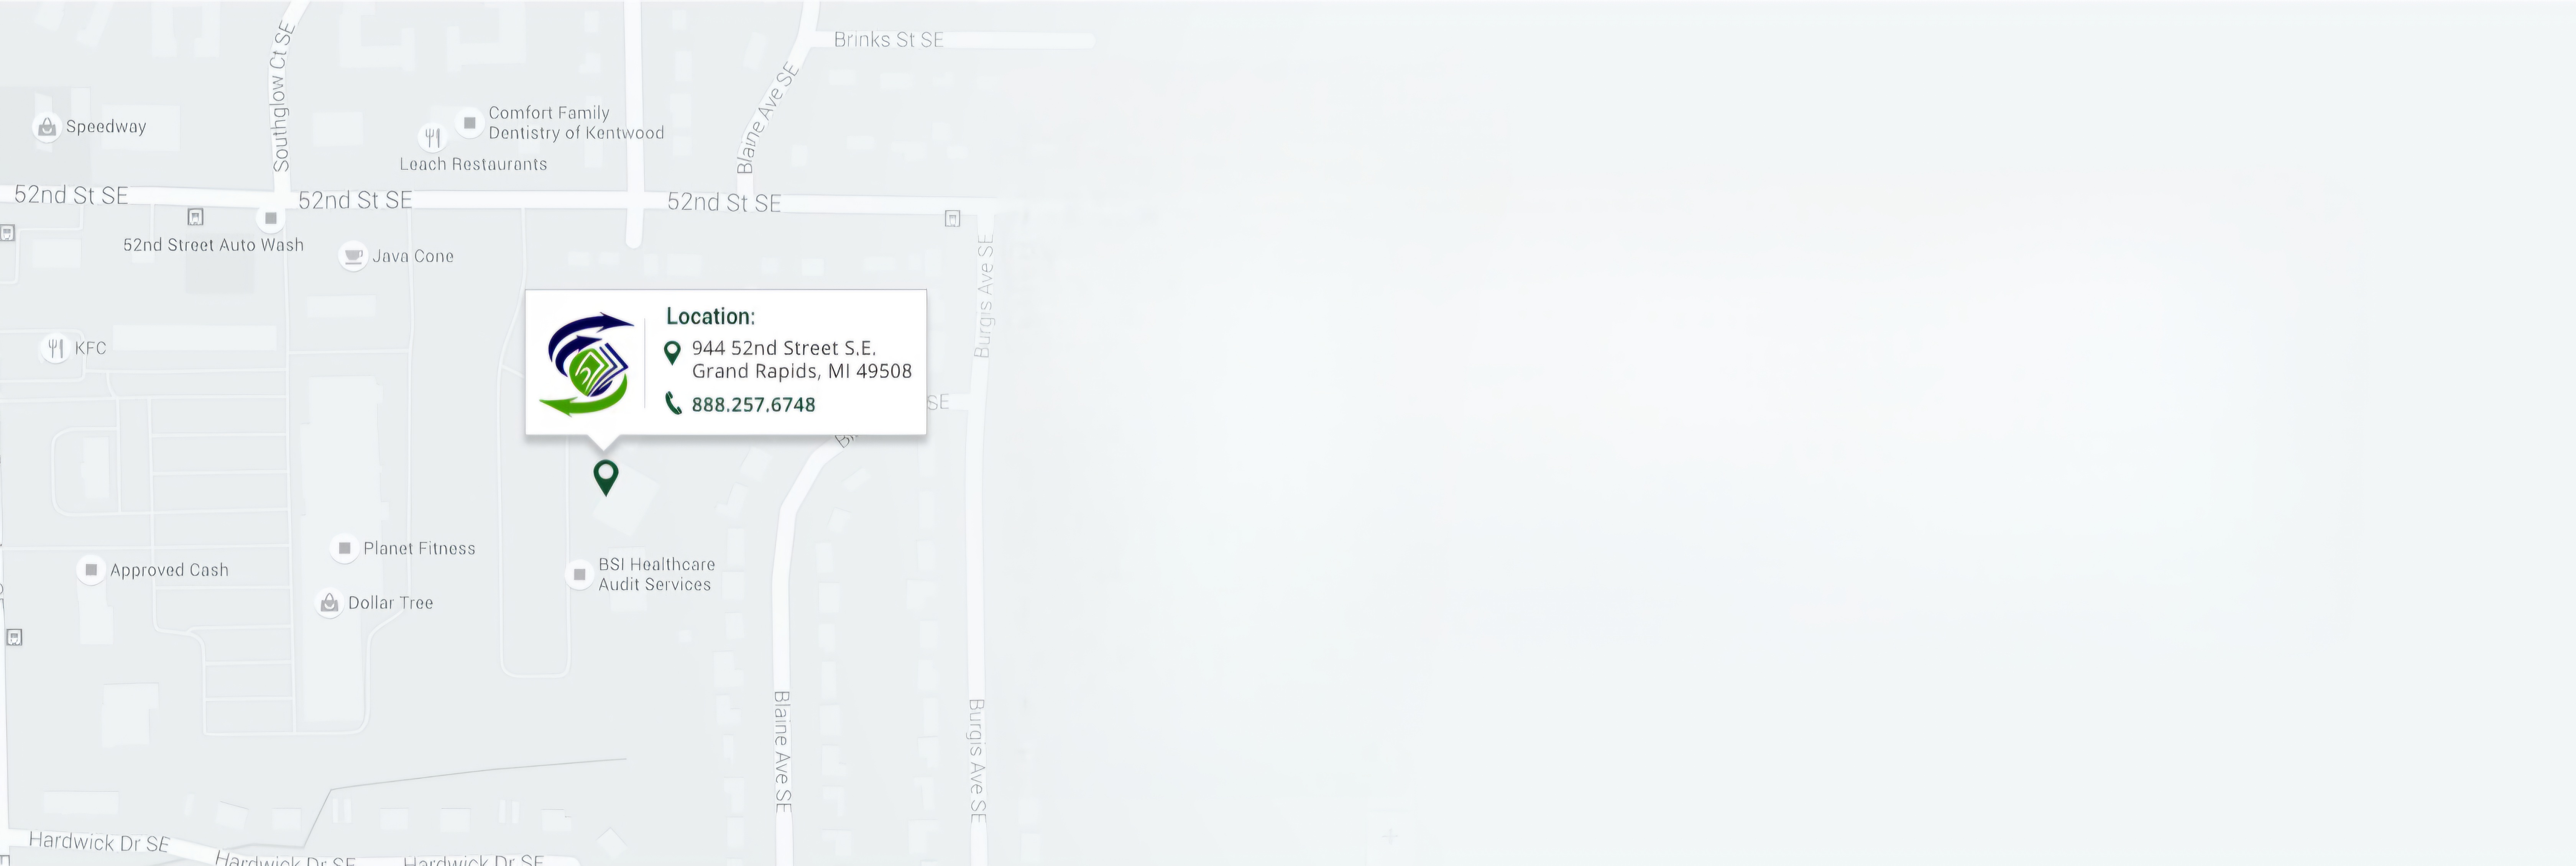 Brinks St SE
Southglow Ct SE
Blaine Ave SE
Speedway
Comfort Family
Dentistry of Kentwood
Leach Restaurants
52nd St SE
52nd St SE
52nd St SE
52nd Street Auto Wash
Java Cone
Burgis Ave SE
KFC
Location:
944 52nd Street S.E.
Grand Rapids, MI 49508
888.257.6748
SE
Planet Fitness
Approved Cash
BSI Healthcare
Audit Services
Dollar Tree
Blaine Ave SE
Burgis Ave SE
Hardwick Dr SE
Hardwick Dr SE
Hardwick Dr SE